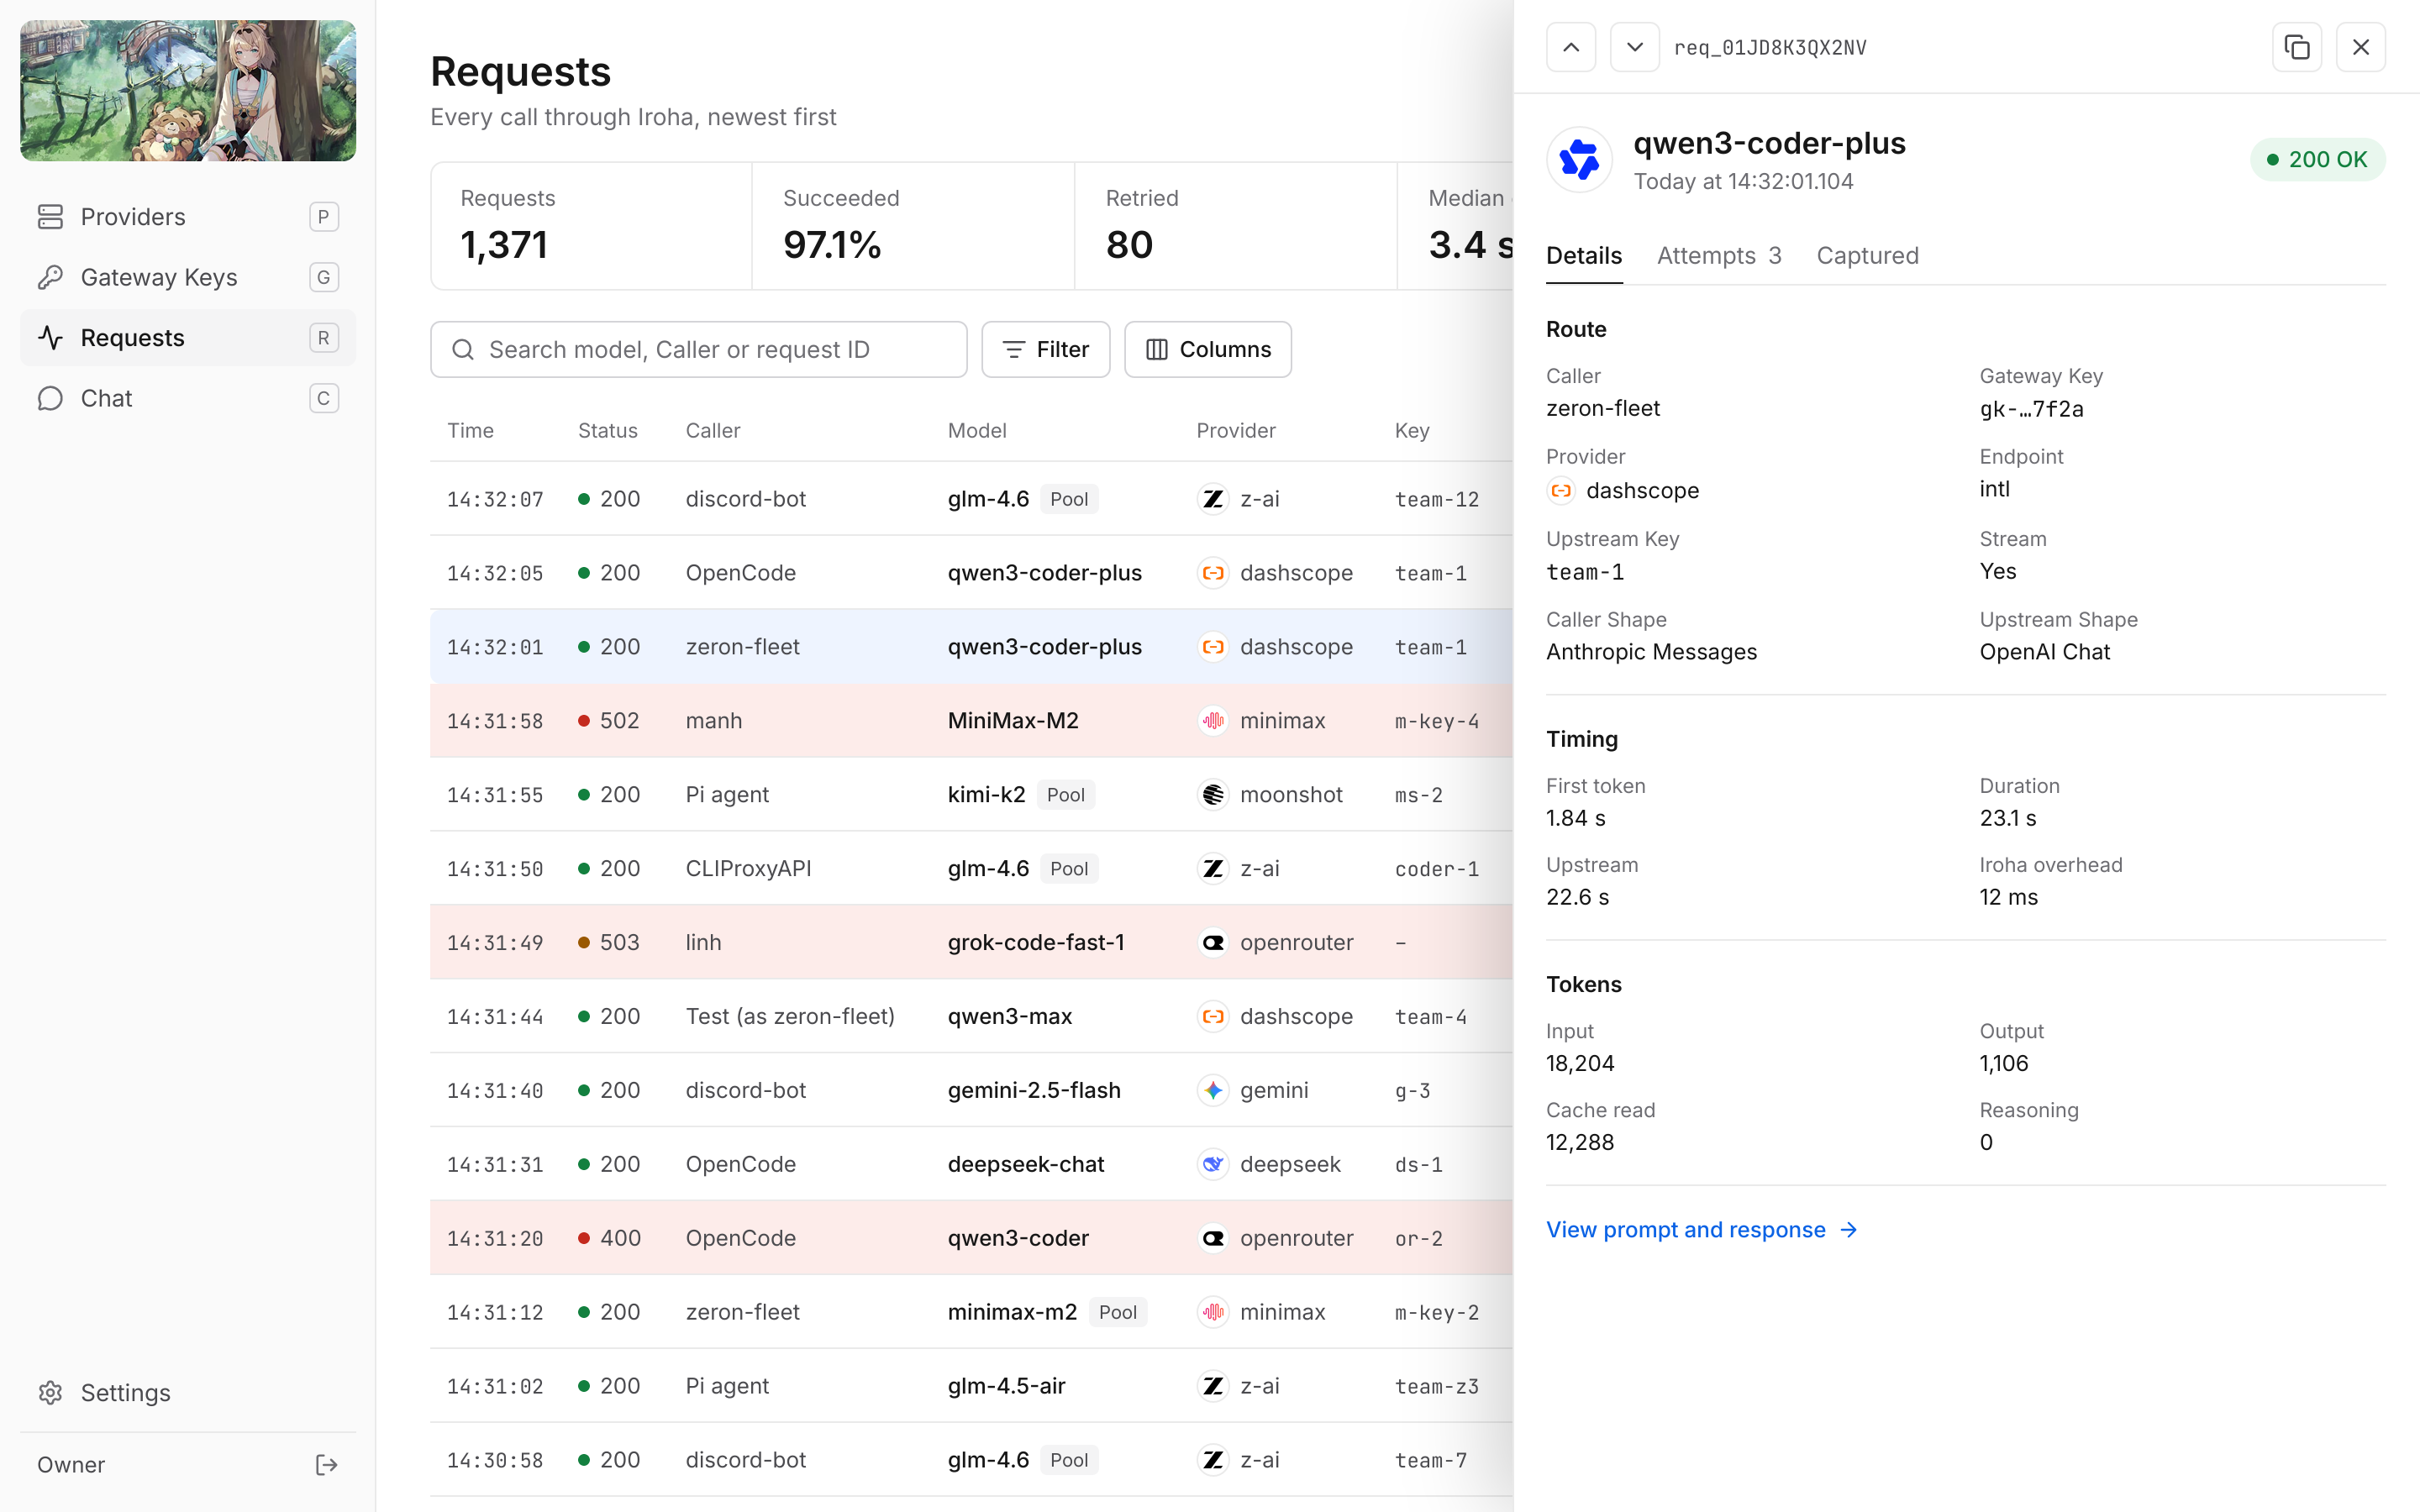 Providers P
Gateway Keys G
Requests R
Chat C
Settings
Owner
Requests
Every call through Iroha, newest first
Requests Succeeded Retried Median
1,371 97.1% 80 3.4 s
Search model, Caller or request ID Filter Columns
Time Status Caller Model Provider Key
14:32:07 200 discord-bot glm-4.6 Pool z-ai team-12
14:32:05 200 OpenCode qwen3-coder-plus dashscope team-1
14:32:01 200 zeron-fleet qwen3-coder-plus dashscope team-1
14:31:58 502 manh MiniMax-M2 minimax m-key-4
14:31:55 200 Pi agent kimi-k2 Pool moonshot ms-2
14:31:50 200 CLIProxyAPI glm-4.6 Pool z-ai coder-1
14:31:49 503 linh grok-code-fast-1 openrouter –
14:31:44 200 Test (as zeron-fleet) qwen3-max dashscope team-4
14:31:40 200 discord-bot gemini-2.5-flash gemini g-3
14:31:31 200 OpenCode deepseek-chat deepseek ds-1
14:31:20 400 OpenCode qwen3-coder openrouter or-2
14:31:12 200 zeron-fleet minimax-m2 Pool minimax m-key-2
14:31:02 200 Pi agent glm-4.5-air z-ai team-z3
14:30:58 200 discord-bot glm-4.6 Pool z-ai team-7
req_01JD8K3QX2NV
qwen3-coder-plus
Today at 14:32:01.104
200 OK
Details Attempts 3 Captured
Route
Caller Gateway Key
zeron-fleet gk-…7f2a
Provider Endpoint
dashscope intl
Upstream Key Stream
team-1 Yes
Caller Shape Upstream Shape
Anthropic Messages OpenAI Chat
Timing
First token Duration
1.84 s 23.1 s
Upstream Iroha overhead
22.6 s 12 ms
Tokens
Input Output
18,204 1,106
Cache read Reasoning
12,288 0
View prompt and response →